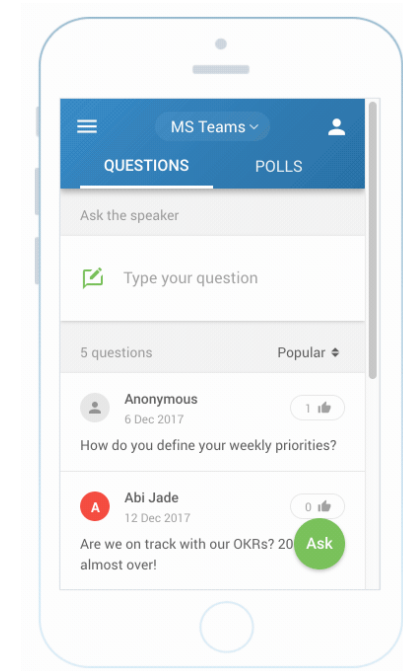 MS Teams
QUESTIONS POLLS
Ask the speaker
Type your question
5 questions Popular
Anonymous
6 Dec 2017
1
How do you define your weekly priorities?
A
Abi Jade
12 Dec 2017
0
Are we on track with our OKRs? 20
Ask
almost over!